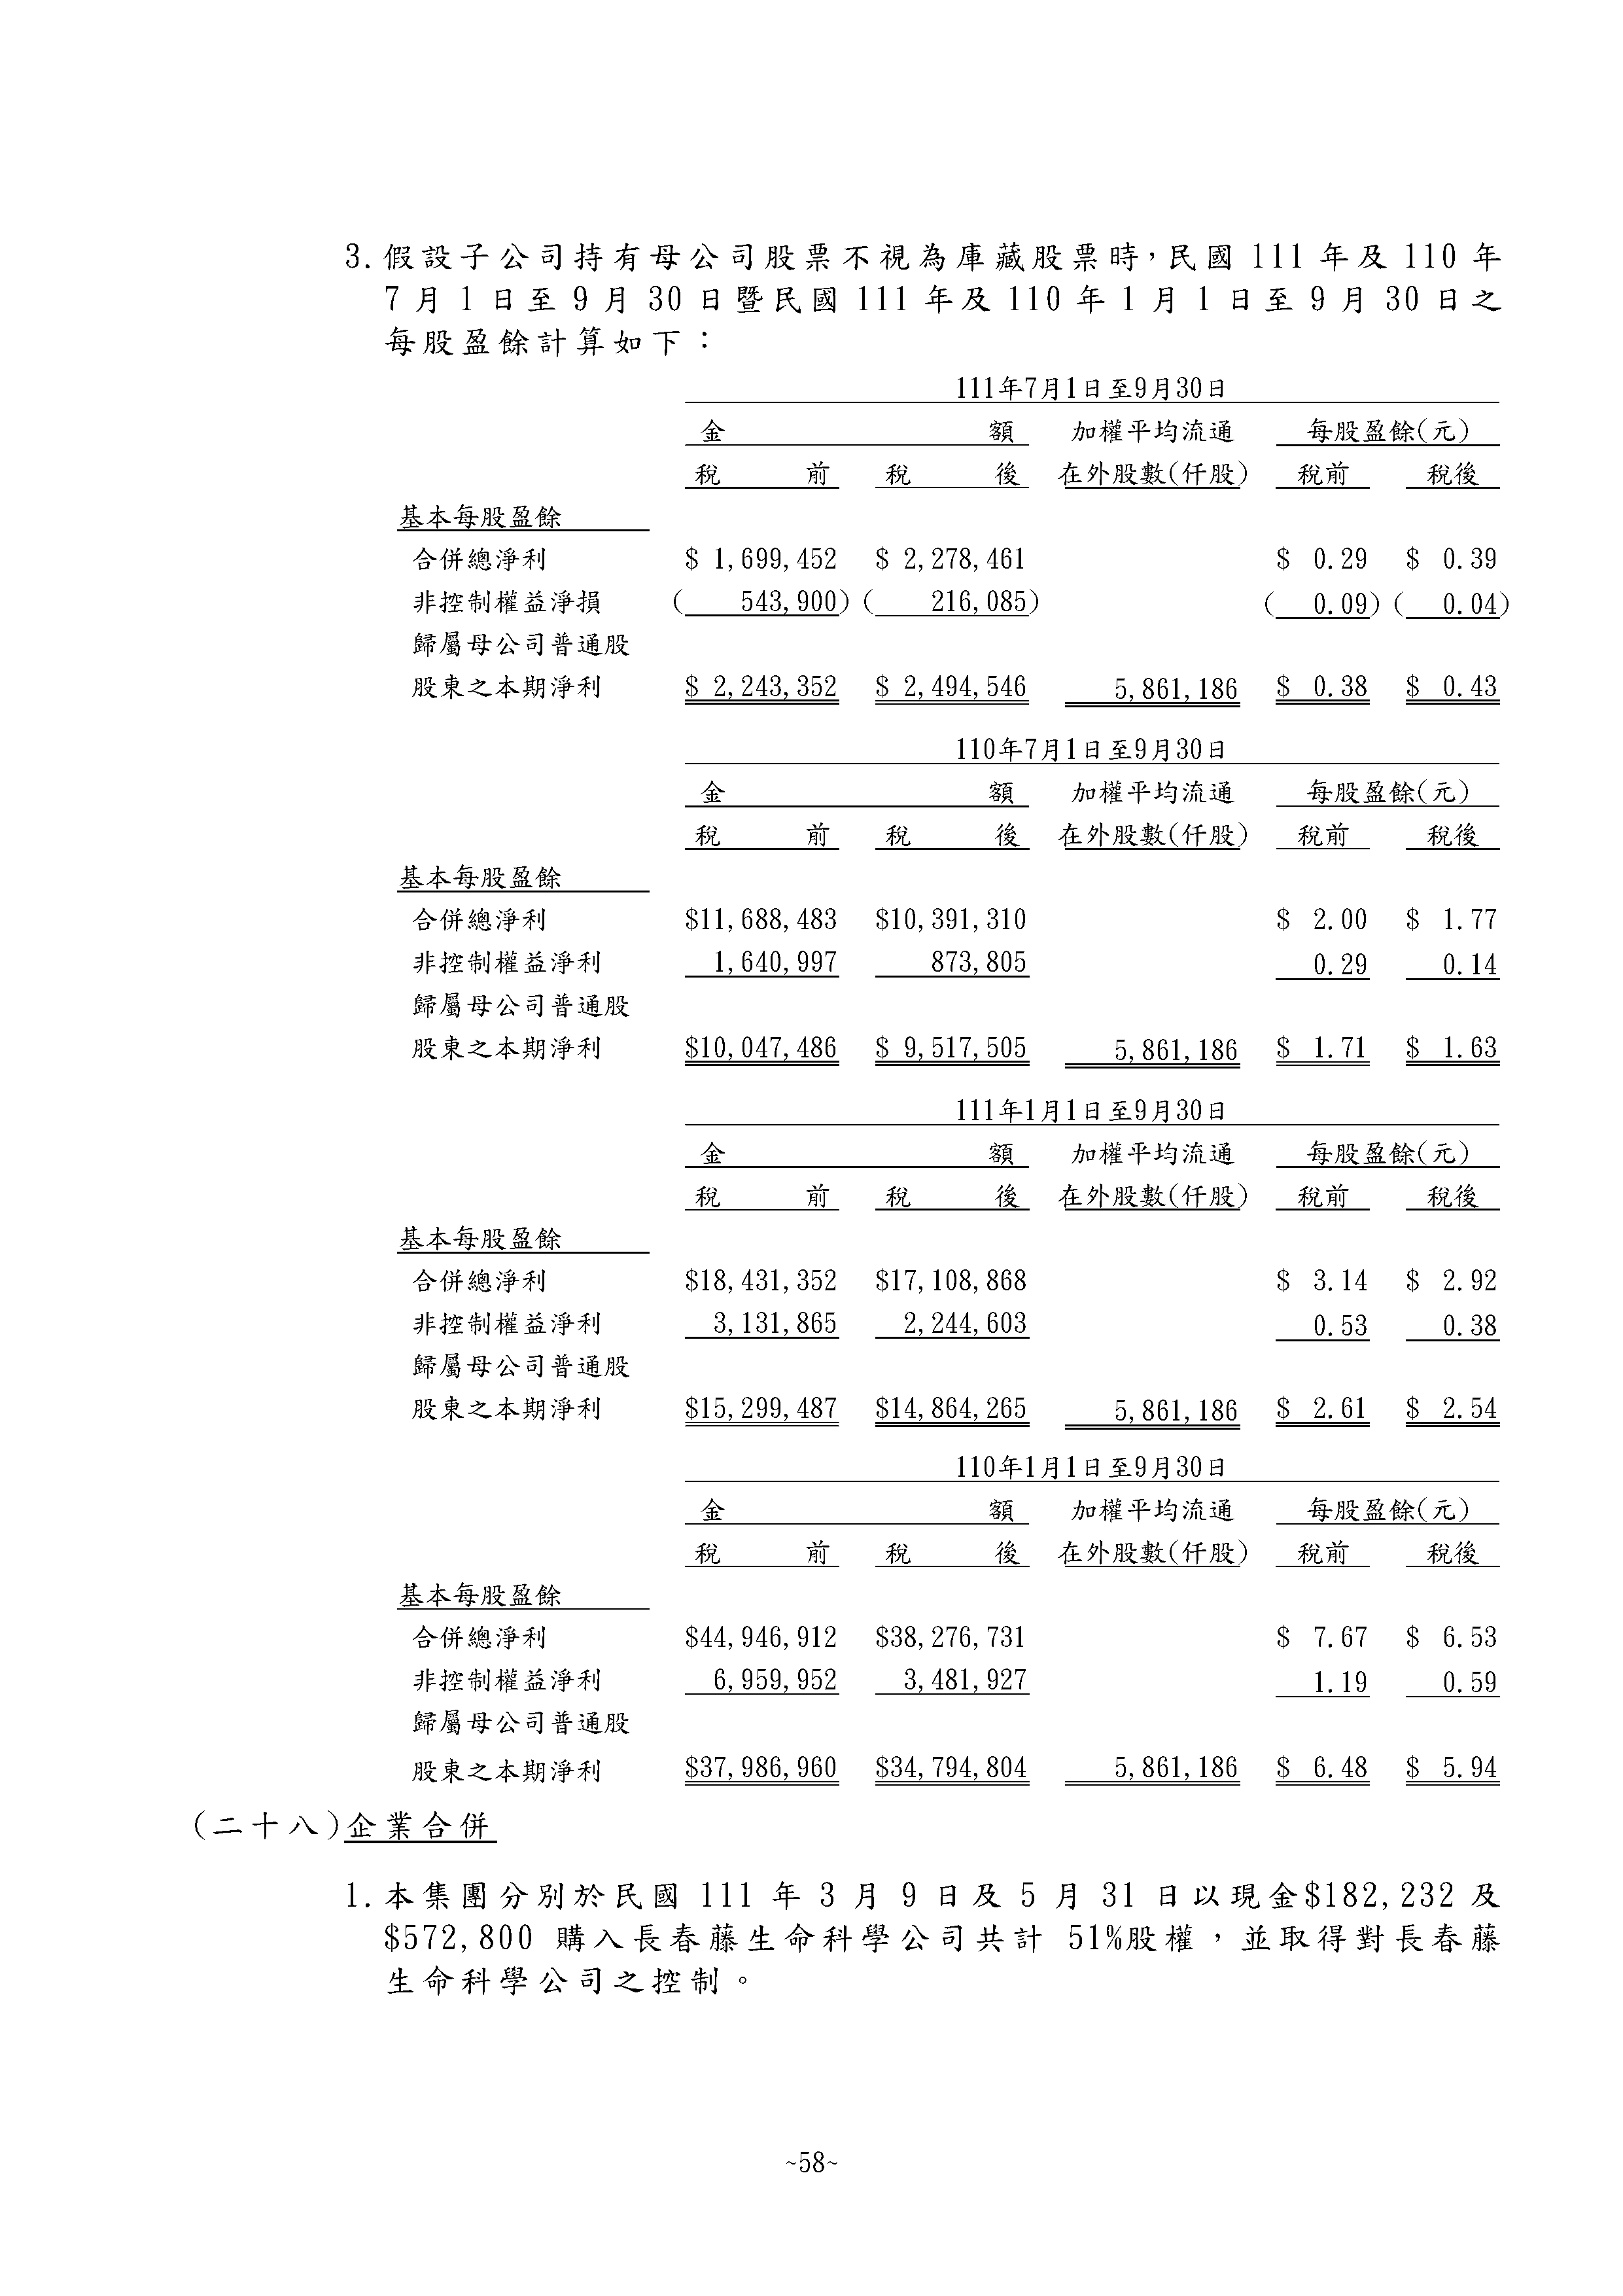 3. 假設子公司持有母公司股票不視為庫藏股票時，民國 111 年及 110 年
7 月 1 日至 9 月 30 日暨民國 111 年及 110 年 1 月 1 日至 9 月 30 日之
每股盈餘計算如下：
111年7月1日至9月30日
金 額 加權平均流通 每股盈餘(元)
稅 前 稅 後 在外股數(仟股) 稅前 稅後
基本每股盈餘
合併總淨利 $ 1,699,452 $ 2,278,461 $ 0.29 $ 0.39
非控制權益淨損 ( 543,900) ( 216,085) ( 0.09) ( 0.04)
歸屬母公司普通股
股東之本期淨利 $ 2,243,352 $ 2,494,546 5,861,186 $ 0.38 $ 0.43
110年7月1日至9月30日
金 額 加權平均流通 每股盈餘(元)
稅 前 稅 後 在外股數(仟股) 稅前 稅後
基本每股盈餘
合併總淨利 $11,688,483 $10,391,310 $ 2.00 $ 1.77
非控制權益淨利 1,640,997 873,805 0.29 0.14
歸屬母公司普通股
股東之本期淨利 $10,047,486 $ 9,517,505 5,861,186 $ 1.71 $ 1.63
111年1月1日至9月30日
金 額 加權平均流通 每股盈餘(元)
稅 前 稅 後 在外股數(仟股) 稅前 稅後
基本每股盈餘
合併總淨利 $18,431,352 $17,108,868 $ 3.14 $ 2.92
非控制權益淨利 3,131,865 2,244,603 0.53 0.38
歸屬母公司普通股
股東之本期淨利 $15,299,487 $14,864,265 5,861,186 $ 2.61 $ 2.54
110年1月1日至9月30日
金 額 加權平均流通 每股盈餘(元)
稅 前 稅 後 在外股數(仟股) 稅前 稅後
基本每股盈餘
合併總淨利 $44,946,912 $38,276,731 $ 7.67 $ 6.53
非控制權益淨利 6,959,952 3,481,927 1.19 0.59
歸屬母公司普通股
股東之本期淨利 $37,986,960 $34,794,804 5,861,186 $ 6.48 $ 5.94
(二十八)企業合併
1. 本集團分別於民國 111 年 3 月 9 日及 5 月 31 日以現金$182,232 及
$572,800 購入長春藤生命科學公司共計 51%股權，並取得對長春藤
生命科學公司之控制。
~58~